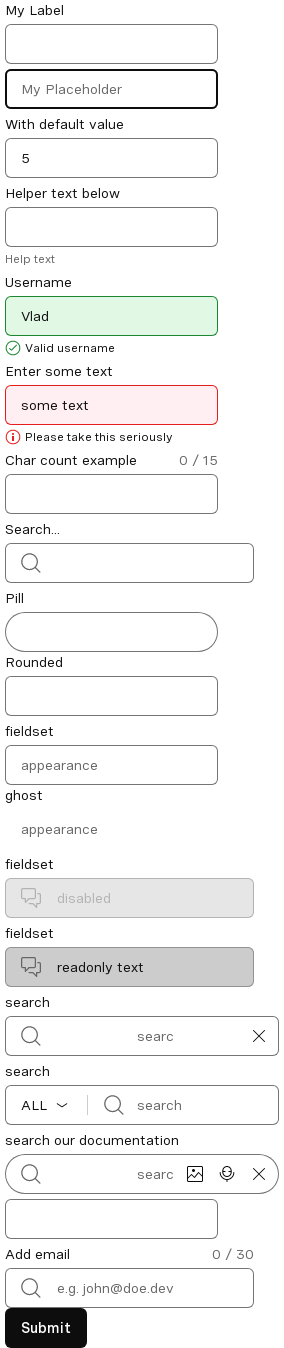 My Label
My Placeholder
With default value
5
Helper text below
Help text
Username
Vlad
Valid username
Enter some text
some text
Please take this seriously
Char count example 0 / 15
Search...
Pill
Rounded
fieldset
appearance
ghost
appearance
fieldset
disabled
fieldset
readonly text
search
searc
search
ALL search
search our documentation
searc
Add email 0 / 30
e.g. john@doe.dev
Submit